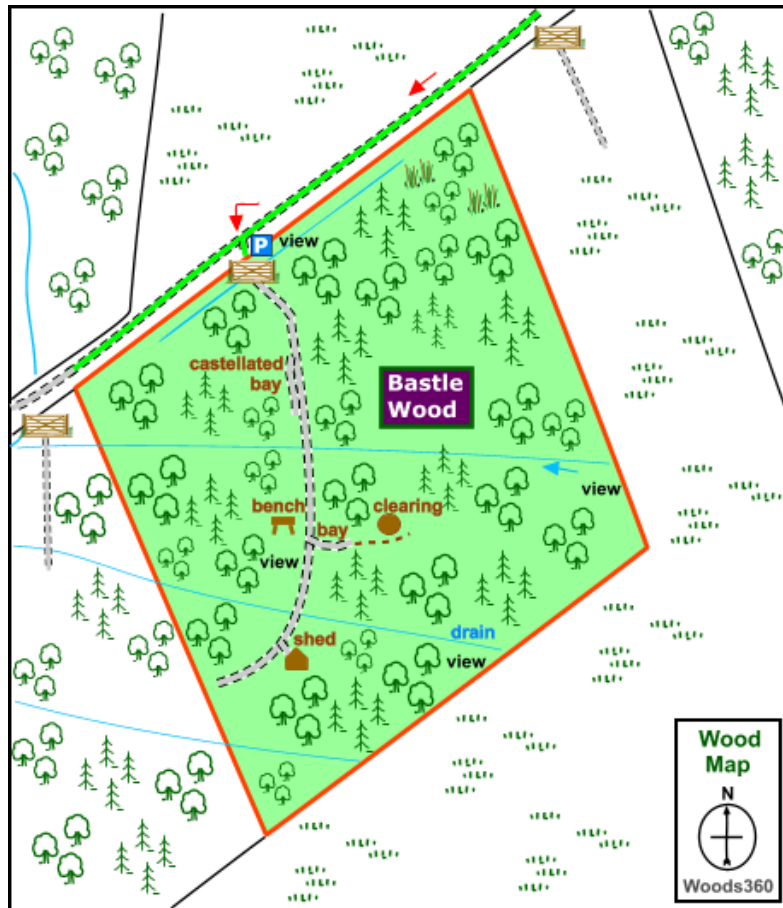 P view
castellated
bay
Bastle
Wood
view
bench
clearing
bay
view
drain
shed
view
Wood
Map
N
Woods360